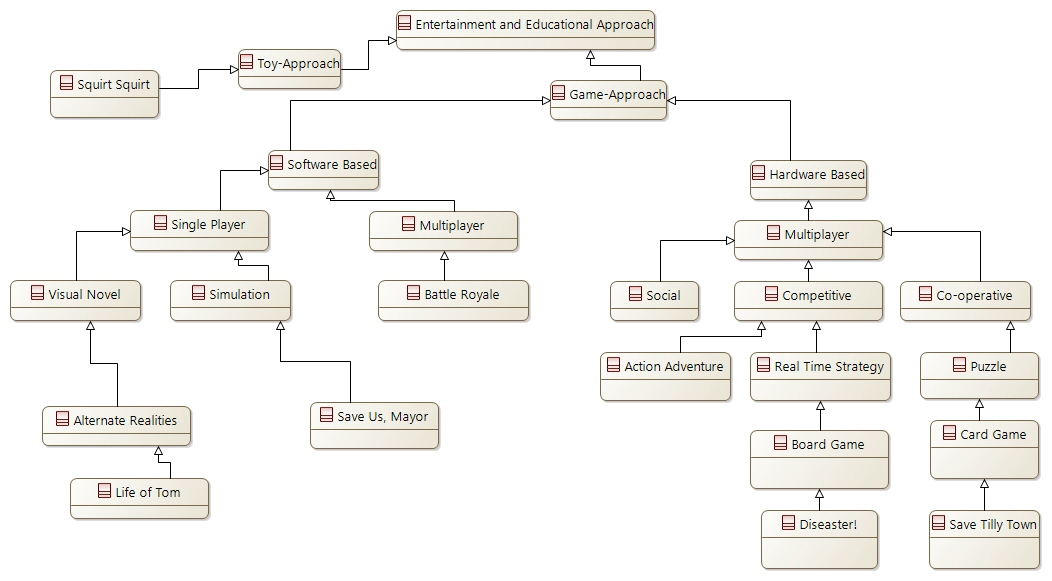 Entertainment and Educational Approach
Toy-Approach
Squirt Squirt
Game-Approach
Software Based
Hardware Based
Single Player
Multiplayer
Multiplayer
Visual Novel
Simulation
Battle Royale
Social
Competitive
Co-operative
Action Adventure
Real Time Strategy
Puzzle
Alternate Realities
Save Us, Mayor
Board Game
Card Game
Life of Tom
Diseaster!
Save Tilly Town